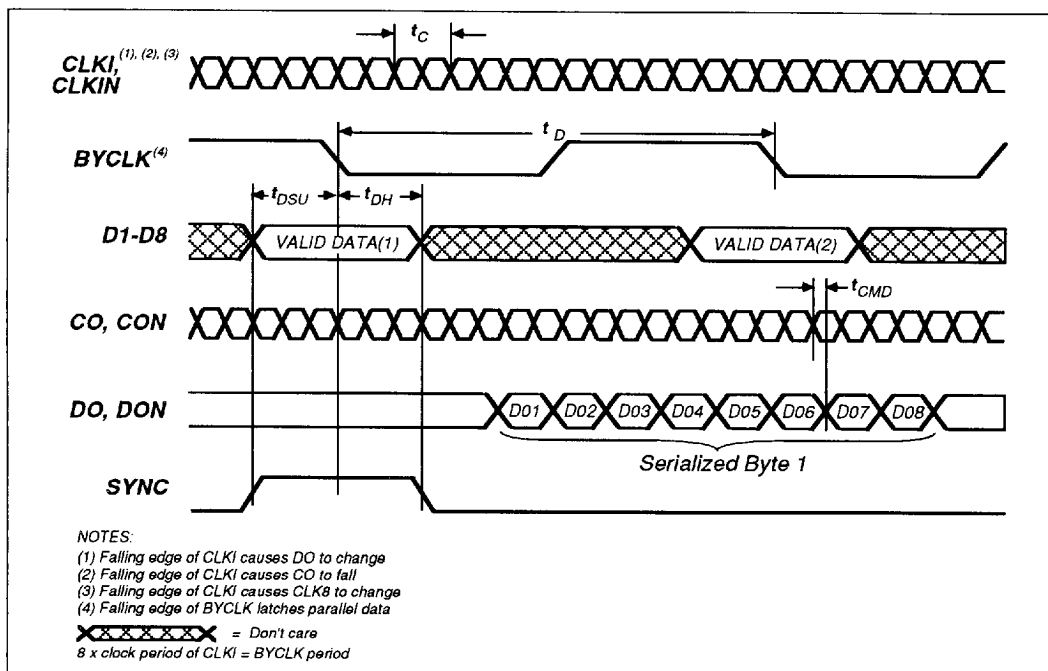 t_C
CLKI, (1), (2), (3)
CLKIN
t_D
BYCLK(4)
t_DSU t_DH
D1-D8 VALID DATA(1) VALID DATA(2)
t_CMD
CO, CON
DO, DON D01 D02 D03 D04 D05 D06 D07 D08
Serialized Byte 1
SYNC
NOTES:
(1) Falling edge of CLKI causes DO to change
(2) Falling edge of CLKI causes CO to fall
(3) Falling edge of CLKI causes CLK8 to change
(4) Falling edge of BYCLK latches parallel data
= Don't care
8 x clock period of CLKI = BYCLK period